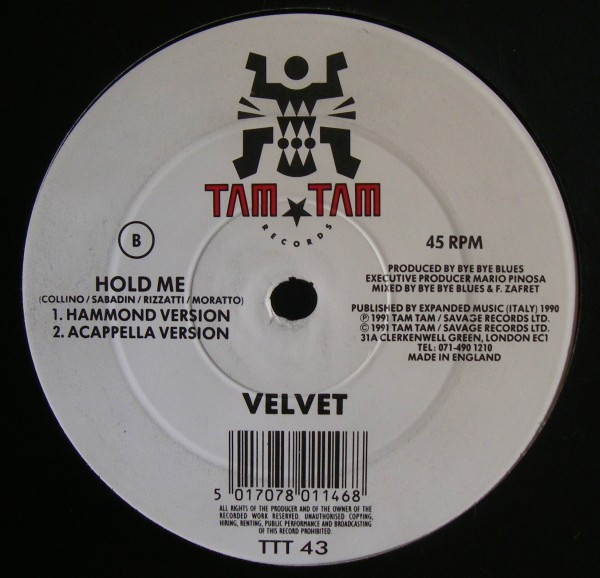 TAM TAM
RECORDS
B
45 RPM
HOLD ME
(COLLINO / SABADIN / RIZZATTI / MORATTO)
1. HAMMOND VERSION
2. ACAPPELLA VERSION
PRODUCED BY BYE BYE BLUES
EXECUTIVE PRODUCER MARIO PINOSA
MIXED BY BYE BYE BLUES & F. ZAFRET
PUBLISHED BY EXPANDED MUSIC (ITALY) 1990
℗ 1991 TAM TAM / SAVAGE RECORDS LTD.
© 1991 TAM TAM / SAVAGE RECORDS LTD.
31A CLERKENWELL GREEN, LONDON EC1
TEL: 071-490 1210
MADE IN ENGLAND
VELVET
5 017078 011468
ALL RIGHTS OF THE PRODUCER AND OF THE OWNER OF THE
RECORDED WORK RESERVED. UNAUTHORISED COPYING,
HIRING, RENTING, PUBLIC PERFORMANCE AND BROADCASTING
OF THIS RECORD PROHIBITED.
TTT 43